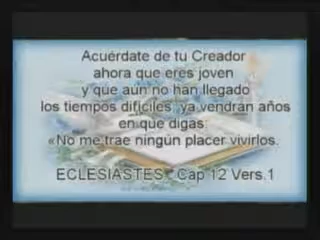 Acuérdate de tu Creador
ahora que eres joven
y que aún no han llegado
los tiempos difíciles ,ya vendrán años
en que digas:
«No me trae ningún placer vivirlos.
ECLESIASTES Cap 12 Vers.1